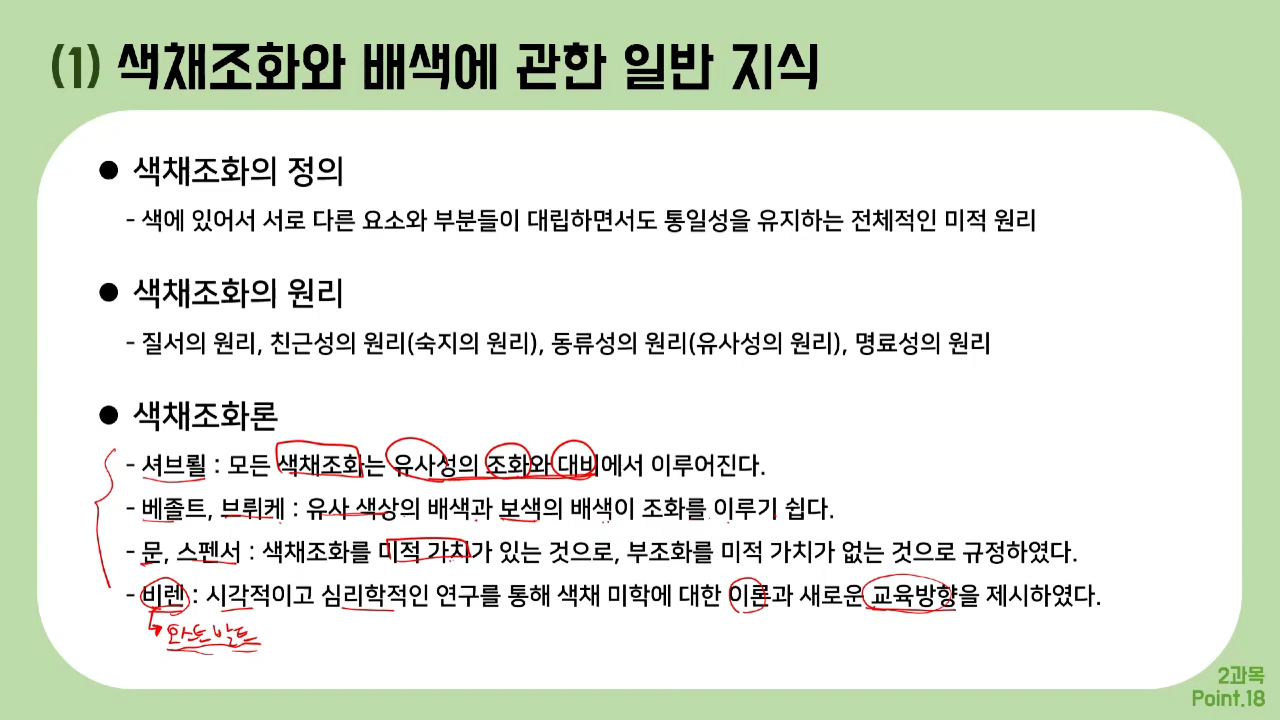 (1) 색채조화와 배색에 관한 일반 지식
● 색채조화의 정의
- 색에 있어서 서로 다른 요소와 부분들이 대립하면서도 통일성을 유지하는 전체적인 미적 원리
● 색채조화의 원리
- 질서의 원리, 친근성의 원리(숙지의 원리), 동류성의 원리(유사성의 원리), 명료성의 원리
● 색채조화론
- 셔브뢸 : 모든 색채조화는 유사성의 조화와 대비에서 이루어진다.
- 베졸트, 브뤼케 : 유사 색상의 배색과 보색의 배색이 조화를 이루기 쉽다.
- 문, 스펜서 : 색채조화를 미적 가치가 있는 것으로, 부조화를 미적 가치가 없는 것으로 규정하였다.
- 비렌 : 시각적이고 심리학적인 연구를 통해 색채 미학에 대한 이론과 새로운 교육방향을 제시하였다.
2과목
Point.18